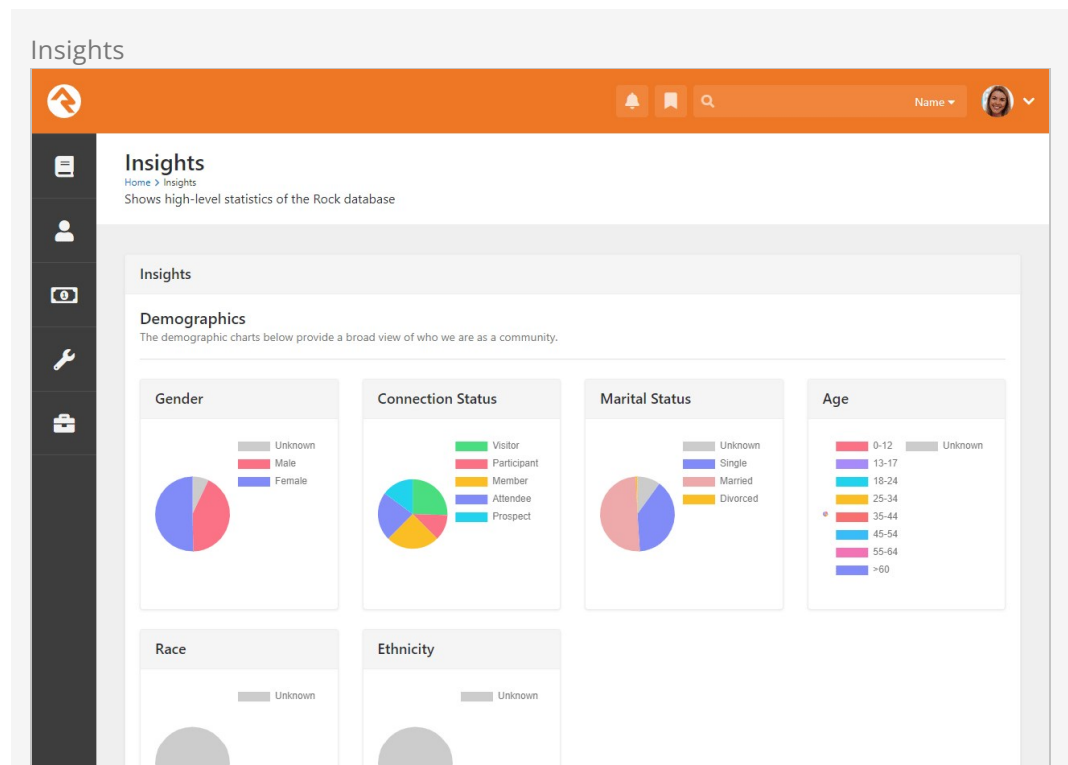 Insights
Name
Insights
Home > Insights
Shows high-level statistics of the Rock database
Insights
Demographics
The demographic charts below provide a broad view of who we are as a community.
Gender
Unknown
Male
Female
Connection Status
Visitor
Participant
Member
Attendee
Prospect
Marital Status
Unknown
Single
Married
Divorced
Age
0-12 Unknown
13-17
18-24
25-34
35-44
45-54
55-64
>60
Race
Unknown
Ethnicity
Unknown